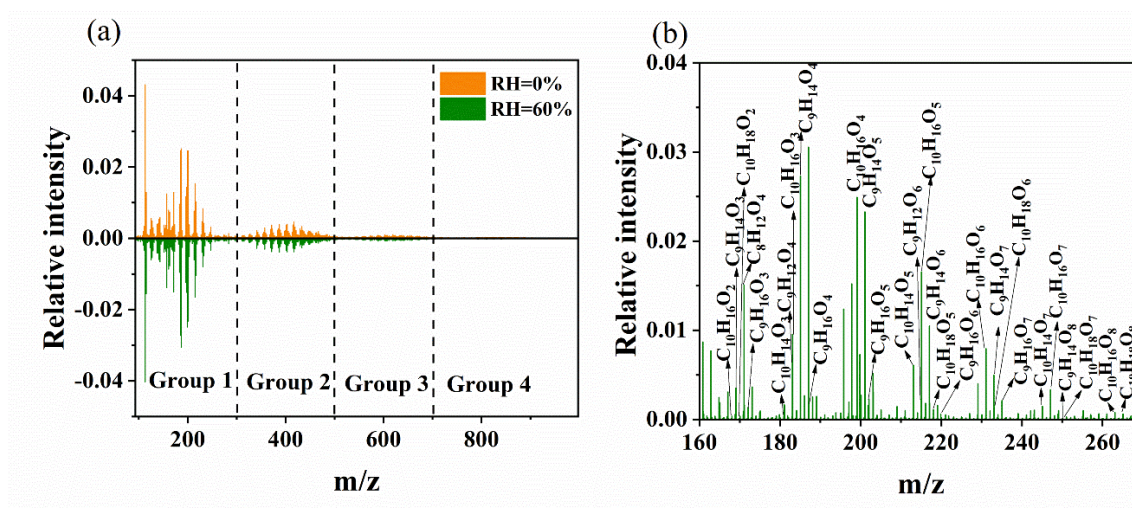 (a)
RH=0%
RH=60%
0.04
0.02
0.00
-0.02
-0.04
Relative intensity
Group 1
Group 2
Group 3
Group 4
200
400
600
800
m/z
(b)
0.04
0.03
0.02
0.01
0.00
Relative intensity
C₁₀H₁₆O₂
C₉H₁₄O₃
C₁₀H₁₈O₂
C₈H₁₂O₄
C₉H₁₆O₃
C₁₀H₁₄O₃
C₉H₁₂O₄
C₁₀H₁₆O₃
C₉H₁₄O₄
C₉H₁₆O₄
C₁₀H₁₆O₄
C₉H₁₄O₅
C₉H₁₆O₅
C₁₀H₁₄O₅
C₉H₁₂O₆
C₁₀H₁₆O₅
C₉H₁₄O₆
C₁₀H₁₈O₅
C₉H₁₆O₆
C₁₀H₁₆O₆
C₉H₁₄O₇
C₁₀H₁₈O₆
C₉H₁₆O₇
C₁₀H₁₄O₇
C₁₀H₁₆O₇
C₉H₁₄O₈
C₁₀H₁₈O₇
C₁₀H₁₆O₈
160
180
200
220
240
260
m/z